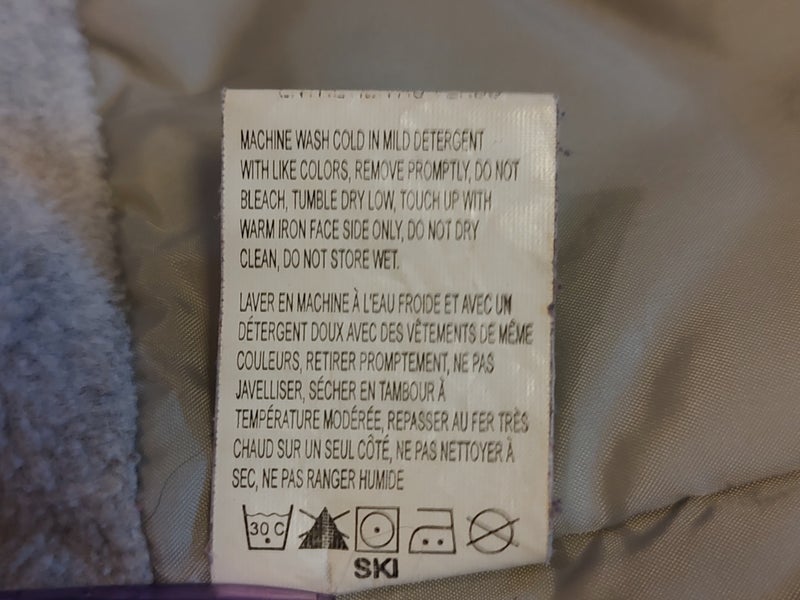 MACHINE WASH COLD IN MILD DETERGENT
WITH LIKE COLORS, REMOVE PROMPTLY, DO NOT
BLEACH, TUMBLE DRY LOW, TOUCH UP WITH
WARM IRON FACE SIDE ONLY, DO NOT DRY
CLEAN, DO NOT STORE WET.
LAVER EN MACHINE À L'EAU FROIDE ET AVEC UN
DÉTERGENT DOUX AVEC DES VÊTEMENTS DE MÊME
COULEURS, RETIRER PROMPTEMENT, NE PAS
JAVELLISER, SÉCHER EN TAMBOUR À
TEMPÉRATURE MODÉRÉE, REPASSER AU FER TRÈS
CHAUD SUR UN SEUL CÔTÉ, NE PAS NETTOYER À
SEC, NE PAS RANGER HUMIDE
30 C
SKI